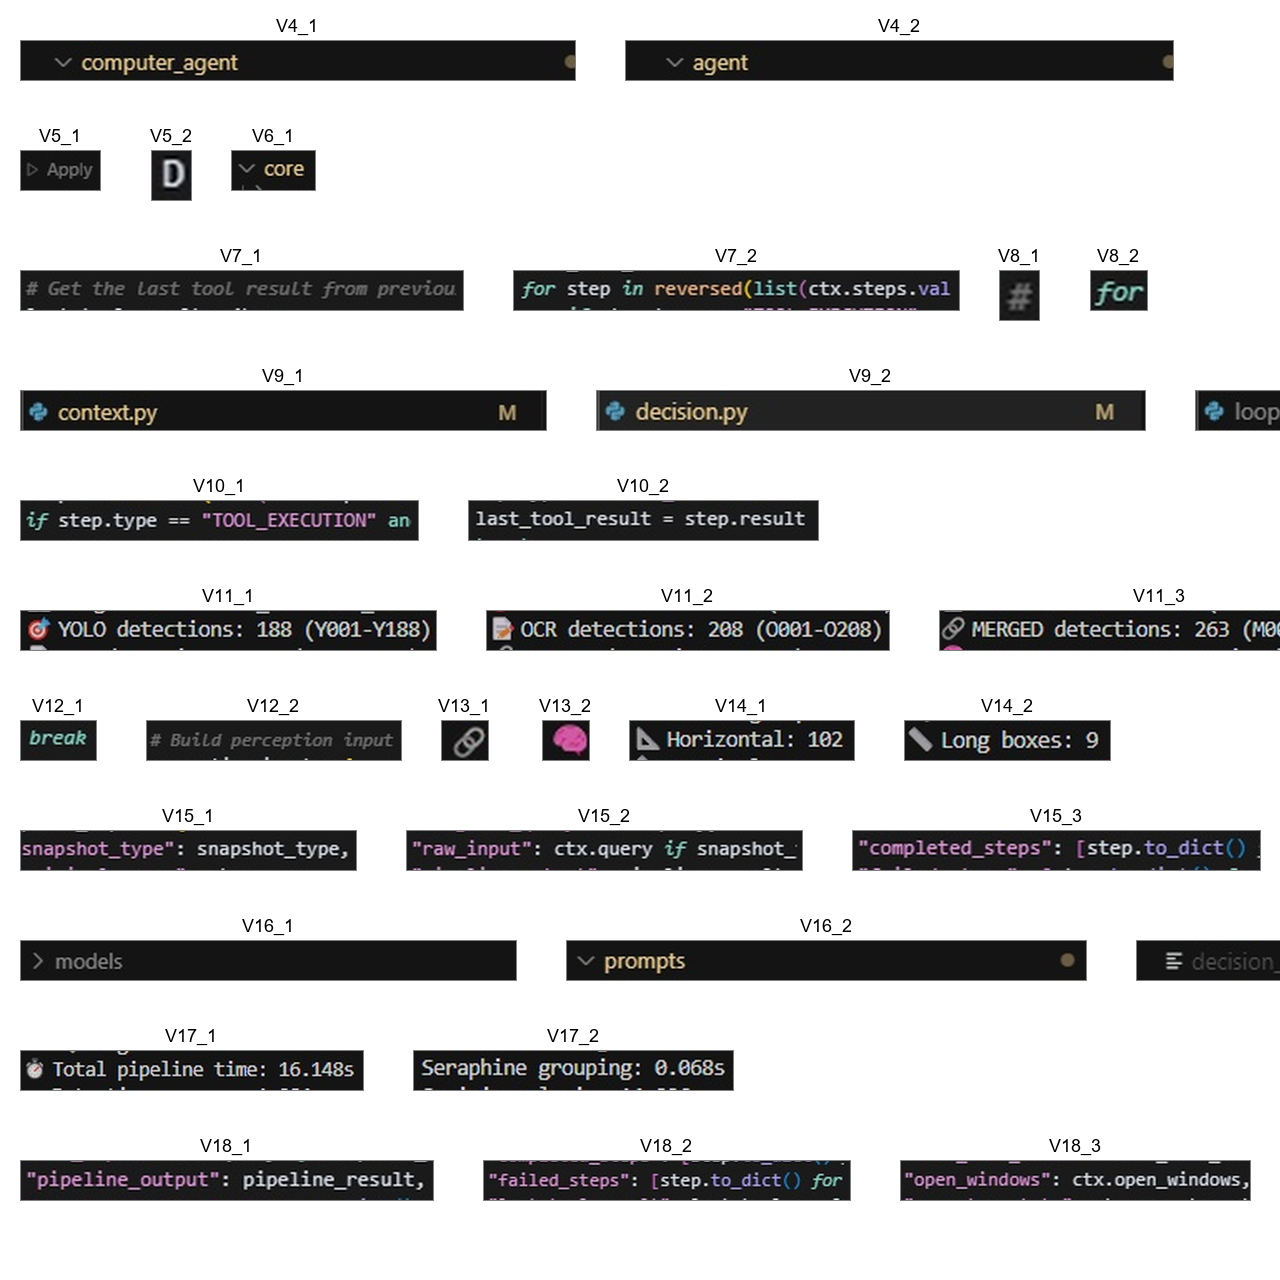 V4_1 V4_2
computer_agent agent
V5_1 V5_2 V6_1
Apply D core
V7_1 V7_2 V8_1 V8_2
# Get the last tool result from previou for step in reversed(list(ctx.steps.val # for
V9_1 V9_2
context.py M decision.py M loop
V10_1 V10_2
if step.type == "TOOL_EXECUTION" an last_tool_result = step.result
V11_1 V11_2 V11_3
YOLO detections: 188 (Y001-Y188) OCR detections: 208 (O001-O208) MERGED detections: 263 (M00
V12_1 V12_2 V13_1 V13_2 V14_1 V14_2
break # Build perception input Horizontal: 102 Long boxes: 9
V15_1 V15_2 V15_3
snapshot_type": snapshot_type, "raw_input": ctx.query if snapshot_ "completed_steps": [step.to_dict()
V16_1 V16_2
models prompts decision_
V17_1 V17_2
Total pipeline time: 16.148s Seraphine grouping: 0.068s
V18_1 V18_2 V18_3
"pipeline_output": pipeline_result, "failed_steps": [step.to_dict() for "open_windows": ctx.open_windows,